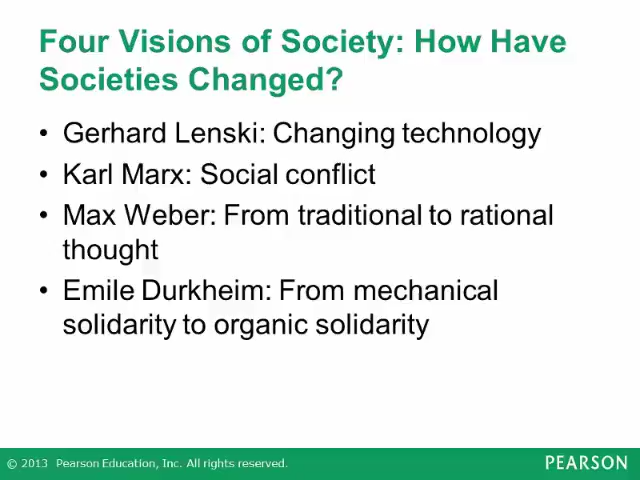 Four Visions of Society: How Have
Societies Changed?
• Gerhard Lenski: Changing technology
• Karl Marx: Social conflict
• Max Weber: From traditional to rational
thought
• Emile Durkheim: From mechanical
solidarity to organic solidarity
© 2013 Pearson Education, Inc. All rights reserved.
PEARSON